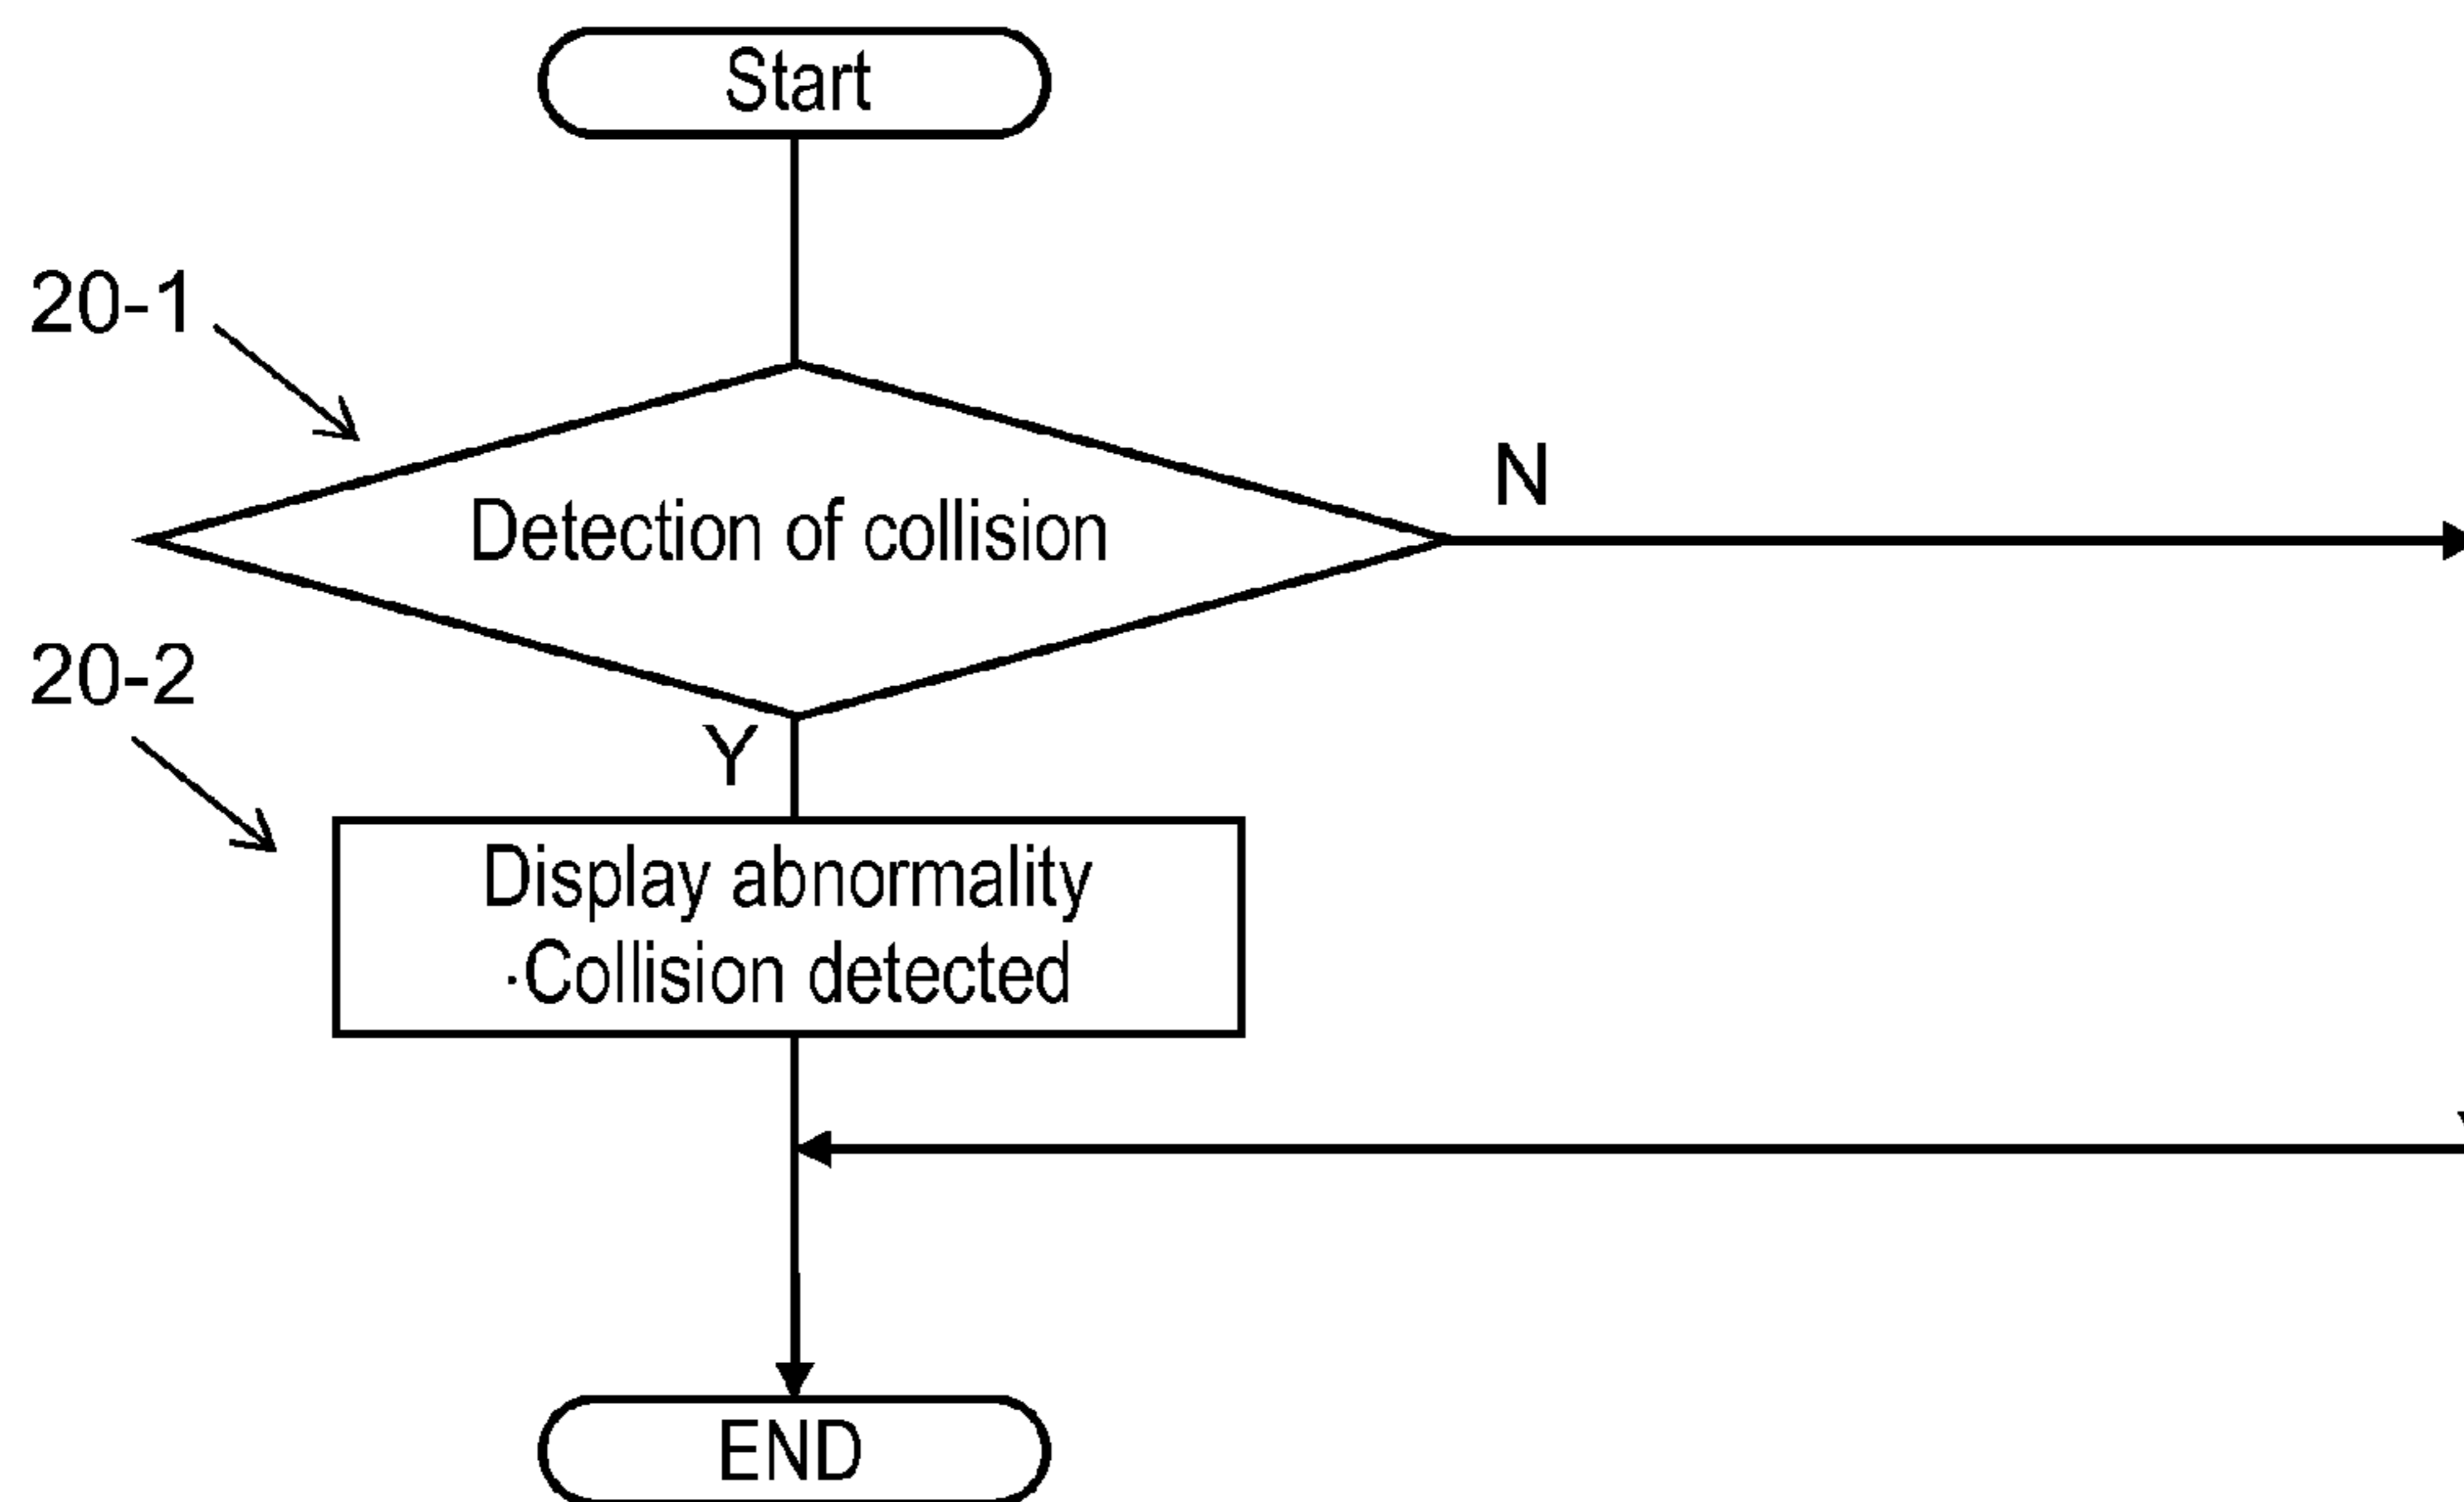 Start
20-1
N
Detection of collision
20-2
Y
Display abnormality
·Collision detected
END